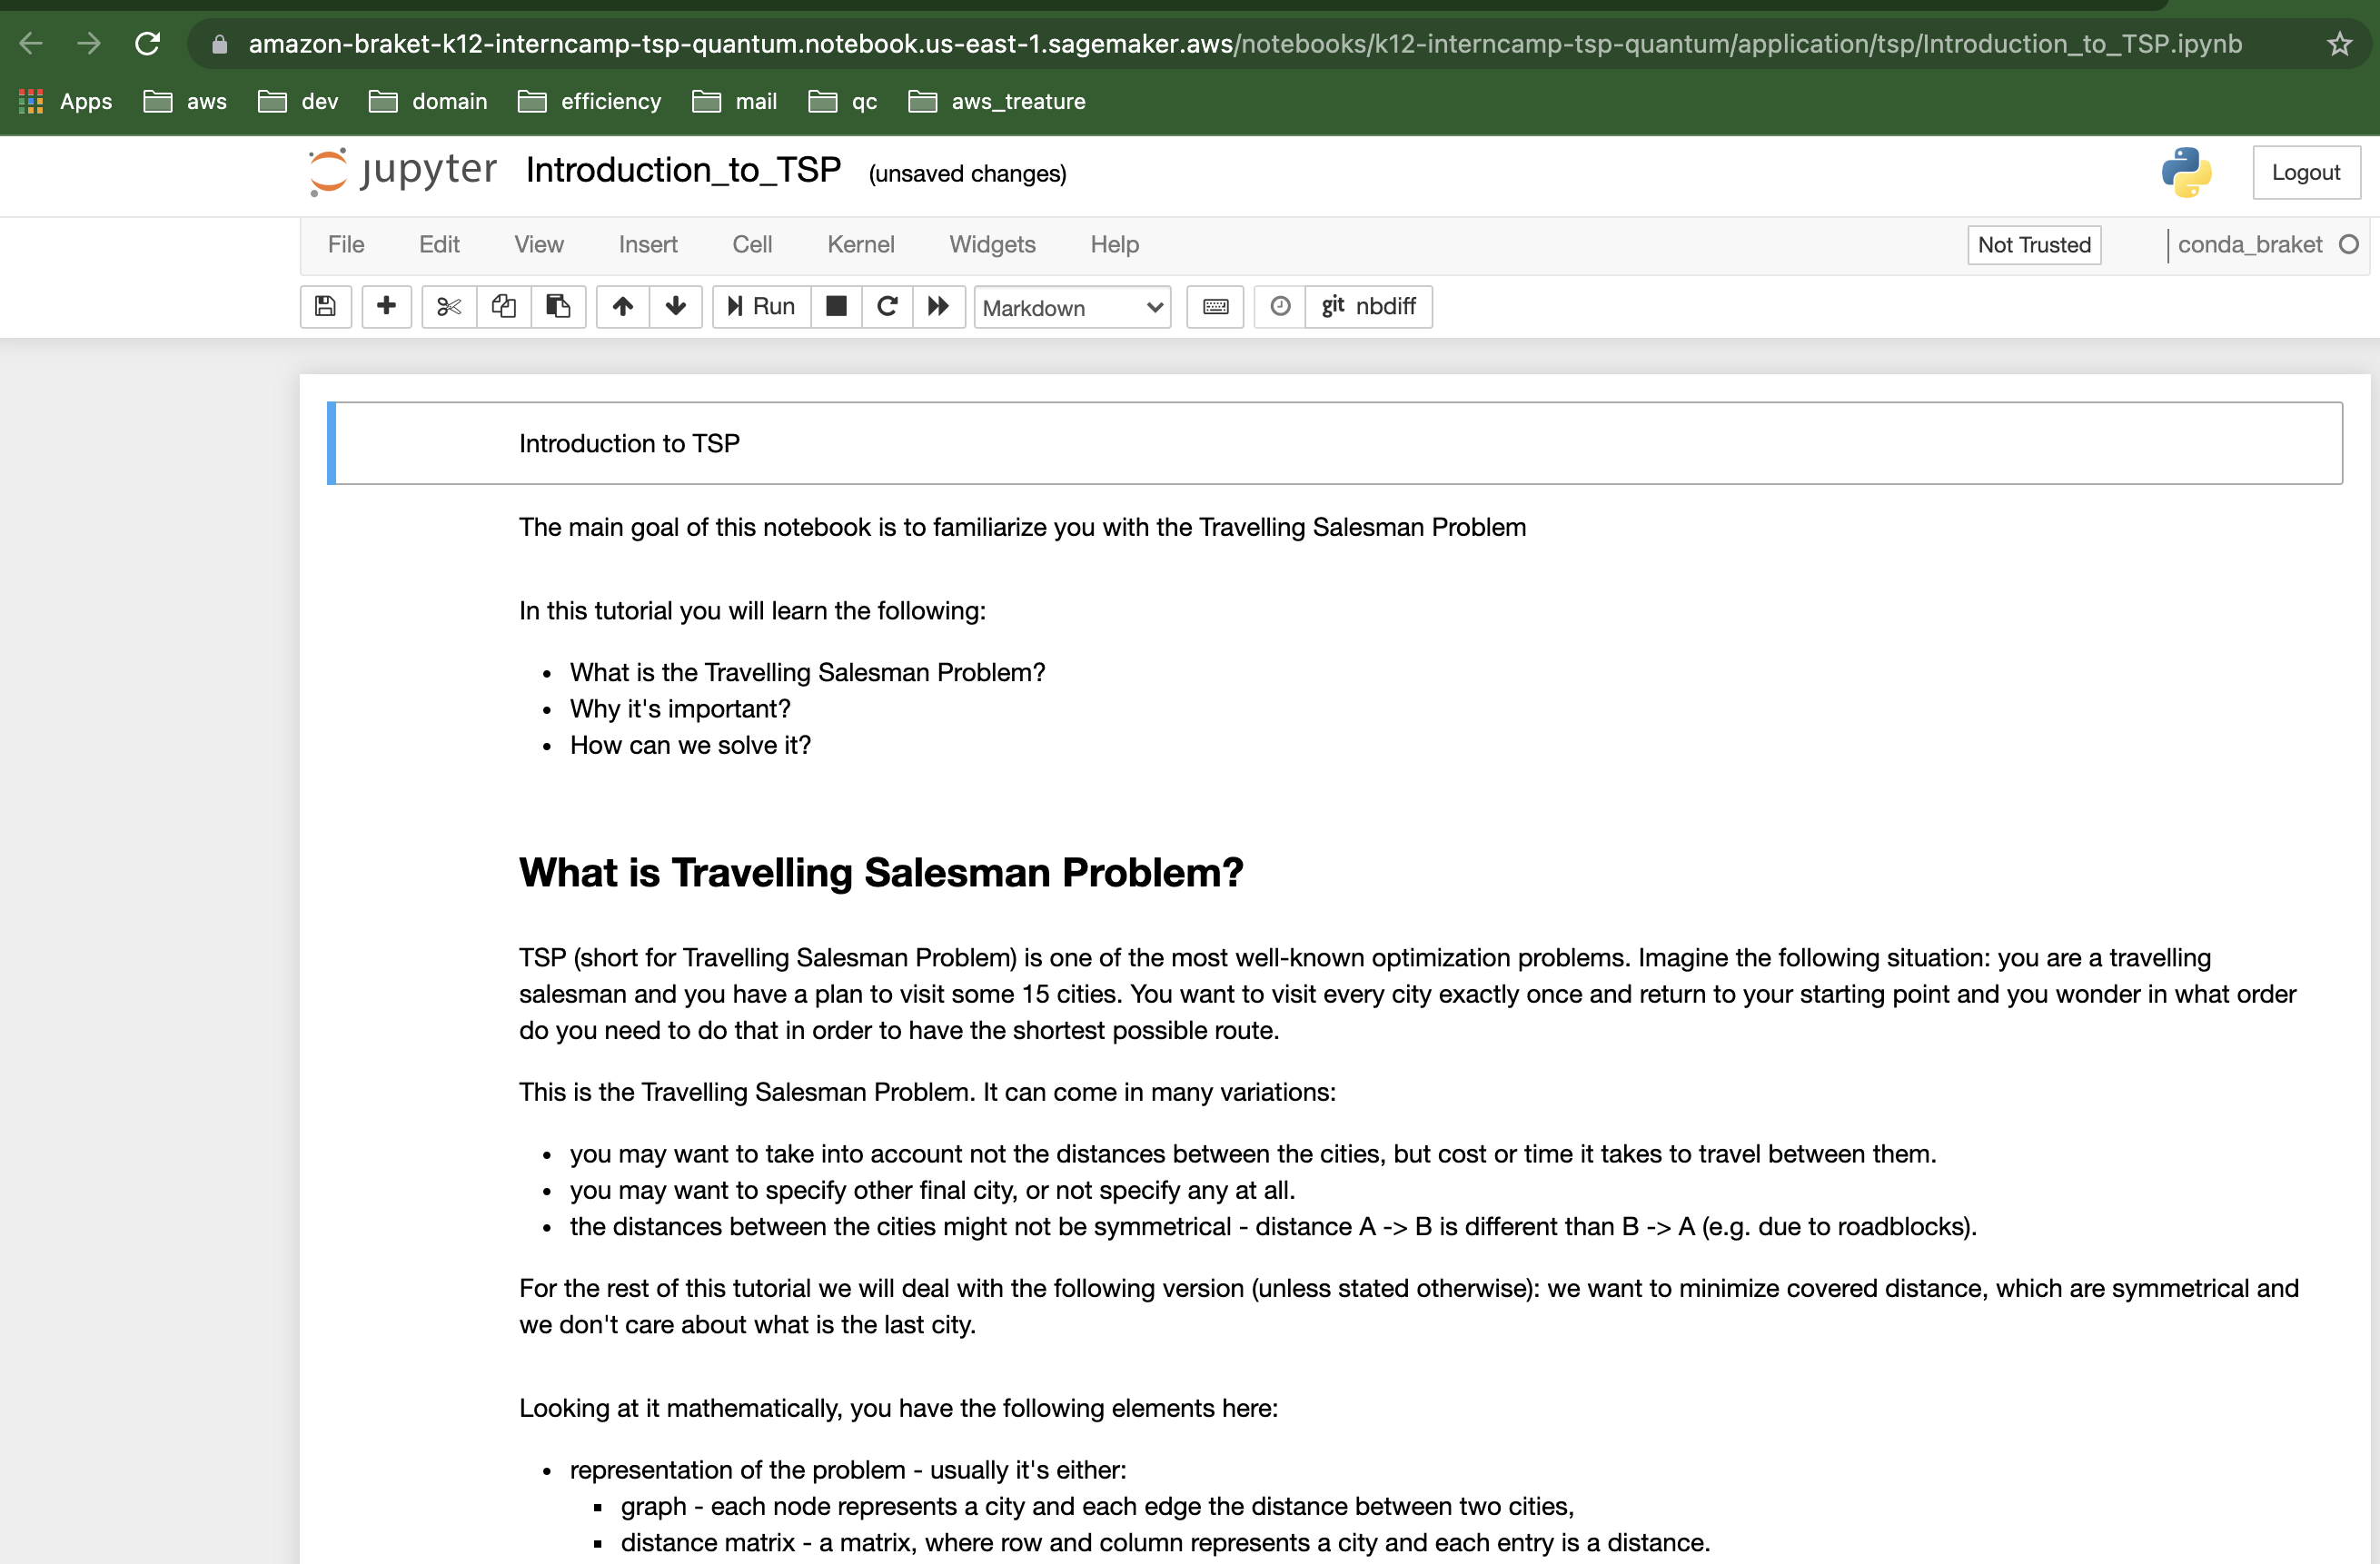 amazon-braket-k12-interncamp-tsp-quantum.notebook.us-east-1.sagemaker.aws/notebooks/k12-interncamp-tsp-quantum/application/tsp/Introduction_to_TSP.ipynb
Apps aws dev domain efficiency mail qc aws_treature
jupyter Introduction_to_TSP (unsaved changes) Logout
File Edit View Insert Cell Kernel Widgets Help Not Trusted conda_braket
Run Markdown git nbdiff
Introduction to TSP
The main goal of this notebook is to familiarize you with the Travelling Salesman Problem
In this tutorial you will learn the following:
• What is the Travelling Salesman Problem?
• Why it's important?
• How can we solve it?
What is Travelling Salesman Problem?
TSP (short for Travelling Salesman Problem) is one of the most well-known optimization problems. Imagine the following situation: you are a travelling
salesman and you have a plan to visit some 15 cities. You want to visit every city exactly once and return to your starting point and you wonder in what order
do you need to do that in order to have the shortest possible route.
This is the Travelling Salesman Problem. It can come in many variations:
• you may want to take into account not the distances between the cities, but cost or time it takes to travel between them.
• you may want to specify other final city, or not specify any at all.
• the distances between the cities might not be symmetrical - distance A -> B is different than B -> A (e.g. due to roadblocks).
For the rest of this tutorial we will deal with the following version (unless stated otherwise): we want to minimize covered distance, which are symmetrical and
we don't care about what is the last city.
Looking at it mathematically, you have the following elements here:
• representation of the problem - usually it's either:
▪ graph - each node represents a city and each edge the distance between two cities,
▪ distance matrix - a matrix, where row and column represents a city and each entry is a distance.